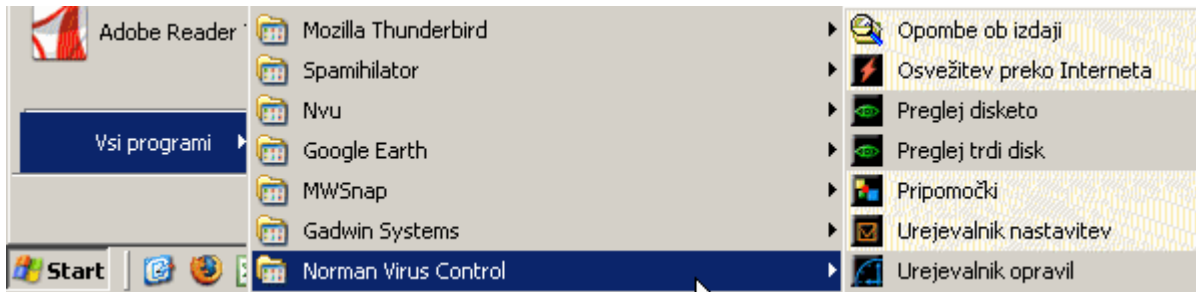 Adobe Reader
Vsi programi
Start
Mozilla Thunderbird
Spamihilator
Nvu
Google Earth
MWSnap
Gadwin Systems
Norman Virus Control
Opombe ob izdaji
Osvežitev preko Interneta
Preglej disketo
Preglej trdi disk
Pripomočki
Urejevalnik nastavitev
Urejevalnik opravil